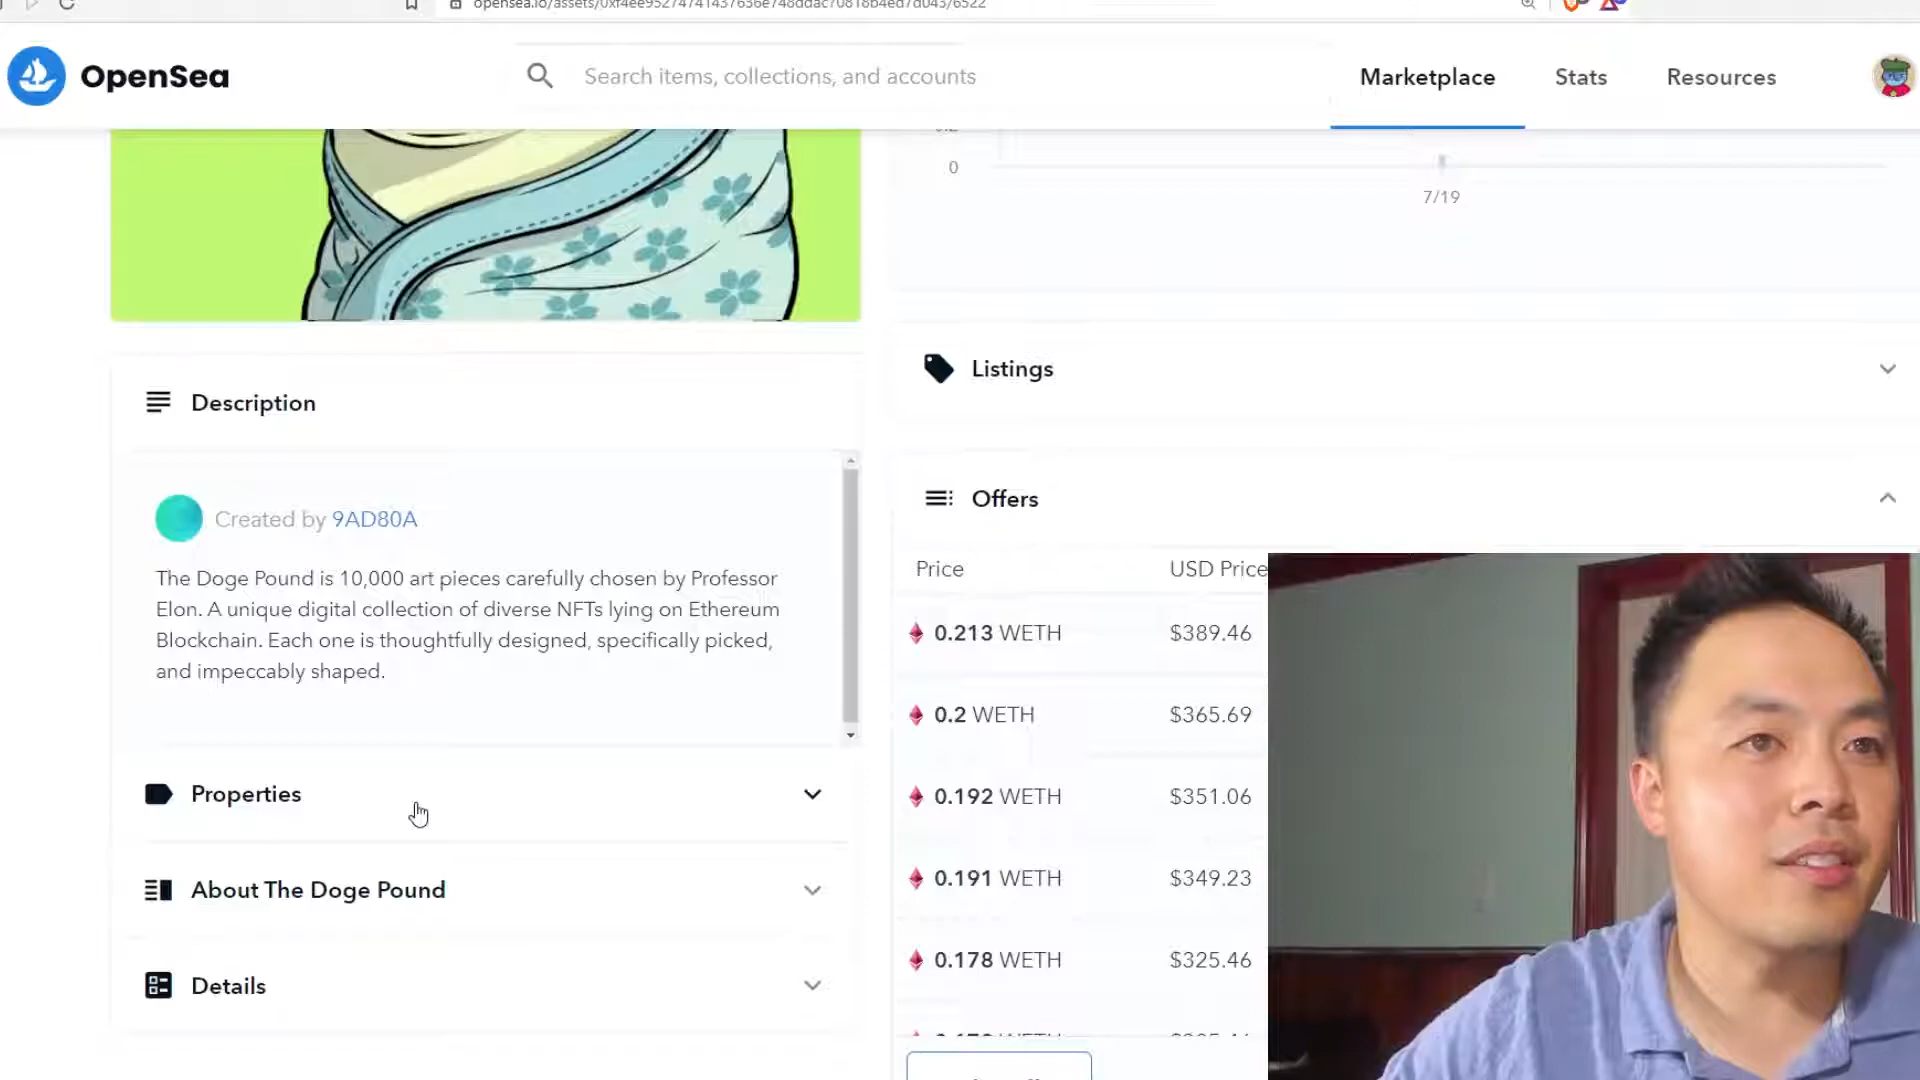 OpenSea
Search items, collections, and accounts
Marketplace
Stats
Resources
0
7/19
Description
Created by 9AD80A
The Doge Pound is 10,000 art pieces carefully chosen by Professor
Elon. A unique digital collection of diverse NFTs lying on Ethereum
Blockchain. Each one is thoughtfully designed, specifically picked,
and impeccably shaped.
Properties
About The Doge Pound
Details
Listings
Offers
Price USD Price
0.213 WETH $389.46
0.2 WETH $365.69
0.192 WETH $351.06
0.191 WETH $349.23
0.178 WETH $325.46